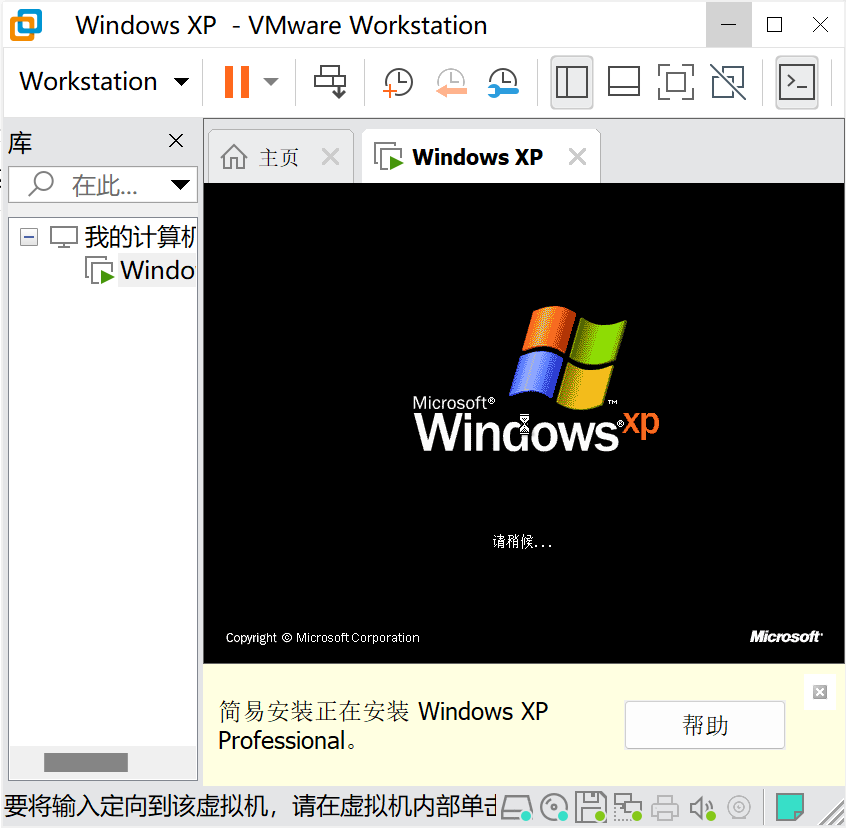 Windows XP - VMware Workstation
Workstation
库
主页
Windows XP
在此...
我的计算机
Windo
Microsoft®
Windows®xp
™
请稍候...
Copyright © Microsoft Corporation
Microsoft®
简易安装正在安装 Windows XP
Professional。
帮助
要将输入定向到该虚拟机，请在虚拟机内部单击